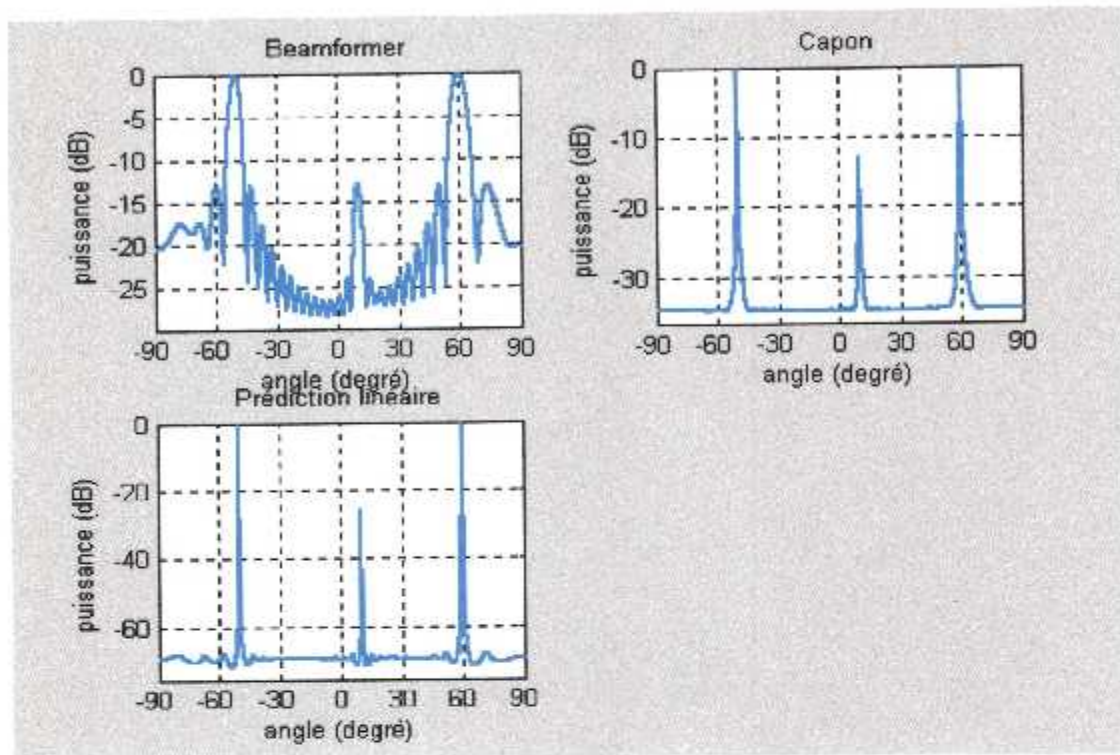 Beamformer
0
-5
-10
-15
-20
25
-90 -60 -30 0 30 60 90
angle (degré)
puissance (dB)
Capon
0
-10
-20
-30
-90 -60 -30 0 30 60 90
angle (degré)
puissance (dB)
Prédiction linéaire
0
-20
-40
-60
-90 -60 -30 0 30 60 90
angle (degré)
puissance (dB)